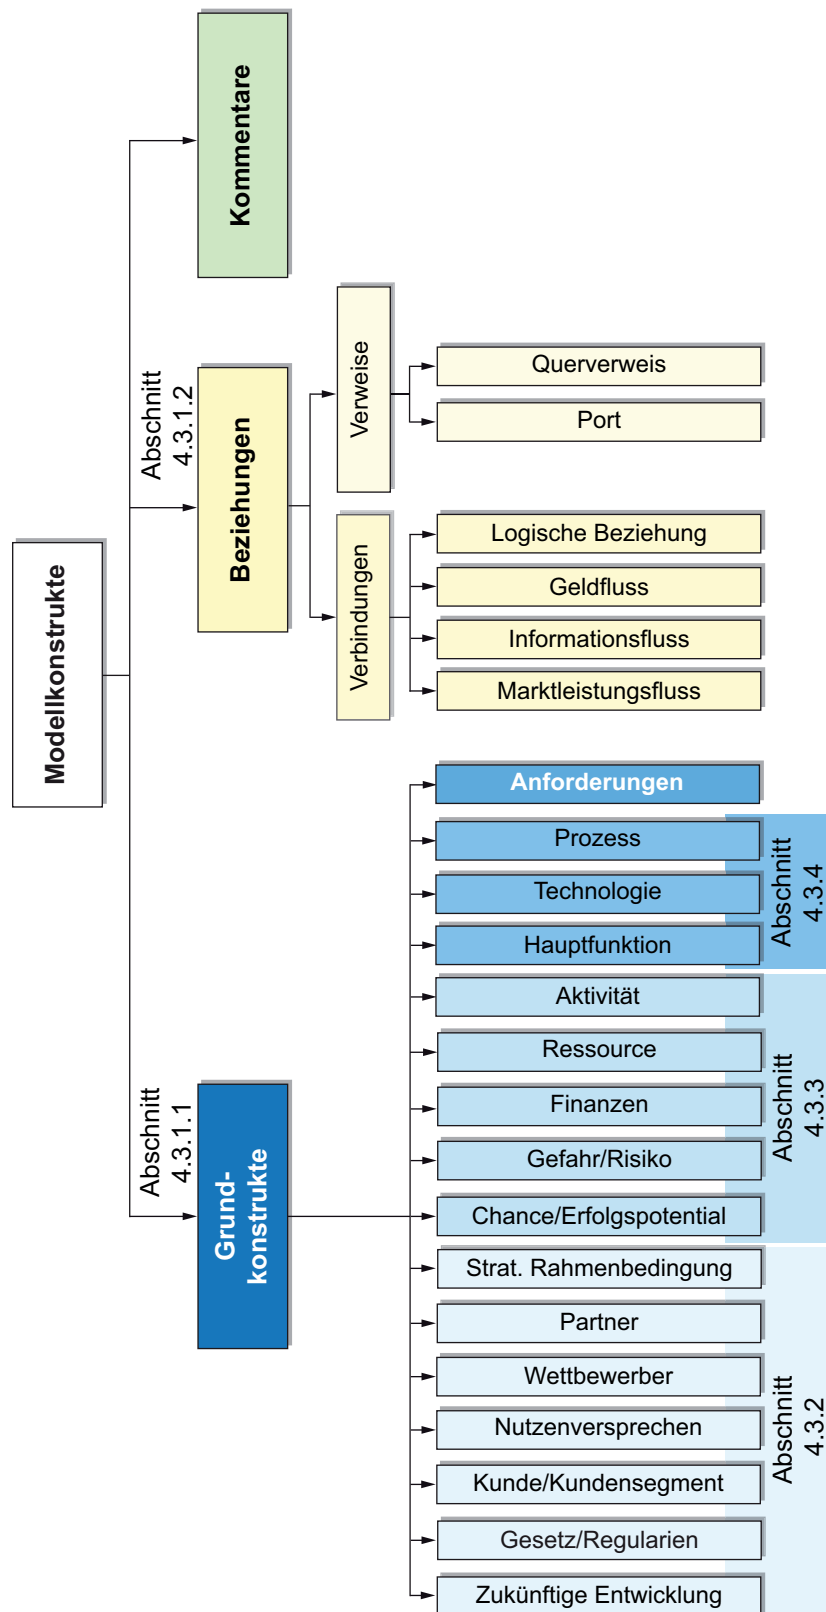 Modellkonstrukte
Abschnitt
4.3.1.1
Grund-
konstrukte
Abschnitt
4.3.1.2
Beziehungen
Kommentare
Verbindungen
Verweise
Querverweis
Port
Logische Beziehung
Geldfluss
Informationsfluss
Marktleistungsfluss
Anforderungen
Prozess
Technologie
Hauptfunktion
Abschnitt
4.3.4
Aktivität
Ressource
Finanzen
Gefahr/Risiko
Chance/Erfolgspotential
Abschnitt
4.3.3
Strat. Rahmenbedingung
Partner
Wettbewerber
Nutzenversprechen
Kunde/Kundensegment
Gesetz/Regularien
Zukünftige Entwicklung
Abschnitt
4.3.2